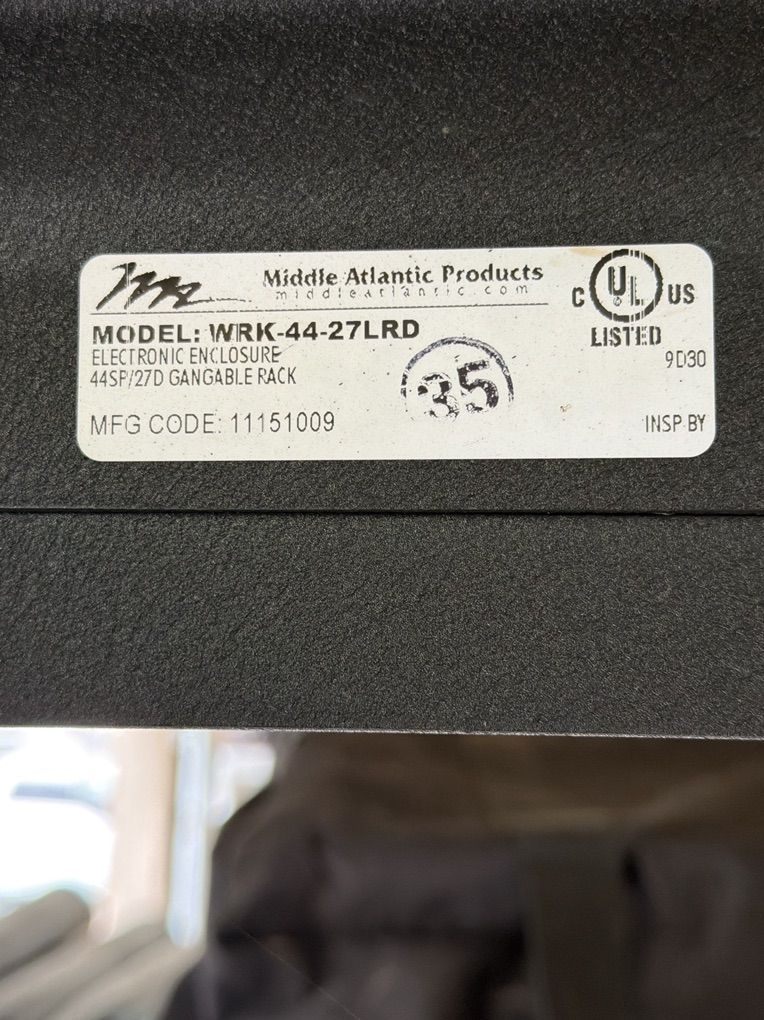 Middle Atlantic Products
middleatlantic.com
C UL US
LISTED
MODEL: WRK-44-27LRD
ELECTRONIC ENCLOSURE
9D30
44SP/27D GANGABLE RACK
35
MFG CODE: 11151009
INSP BY